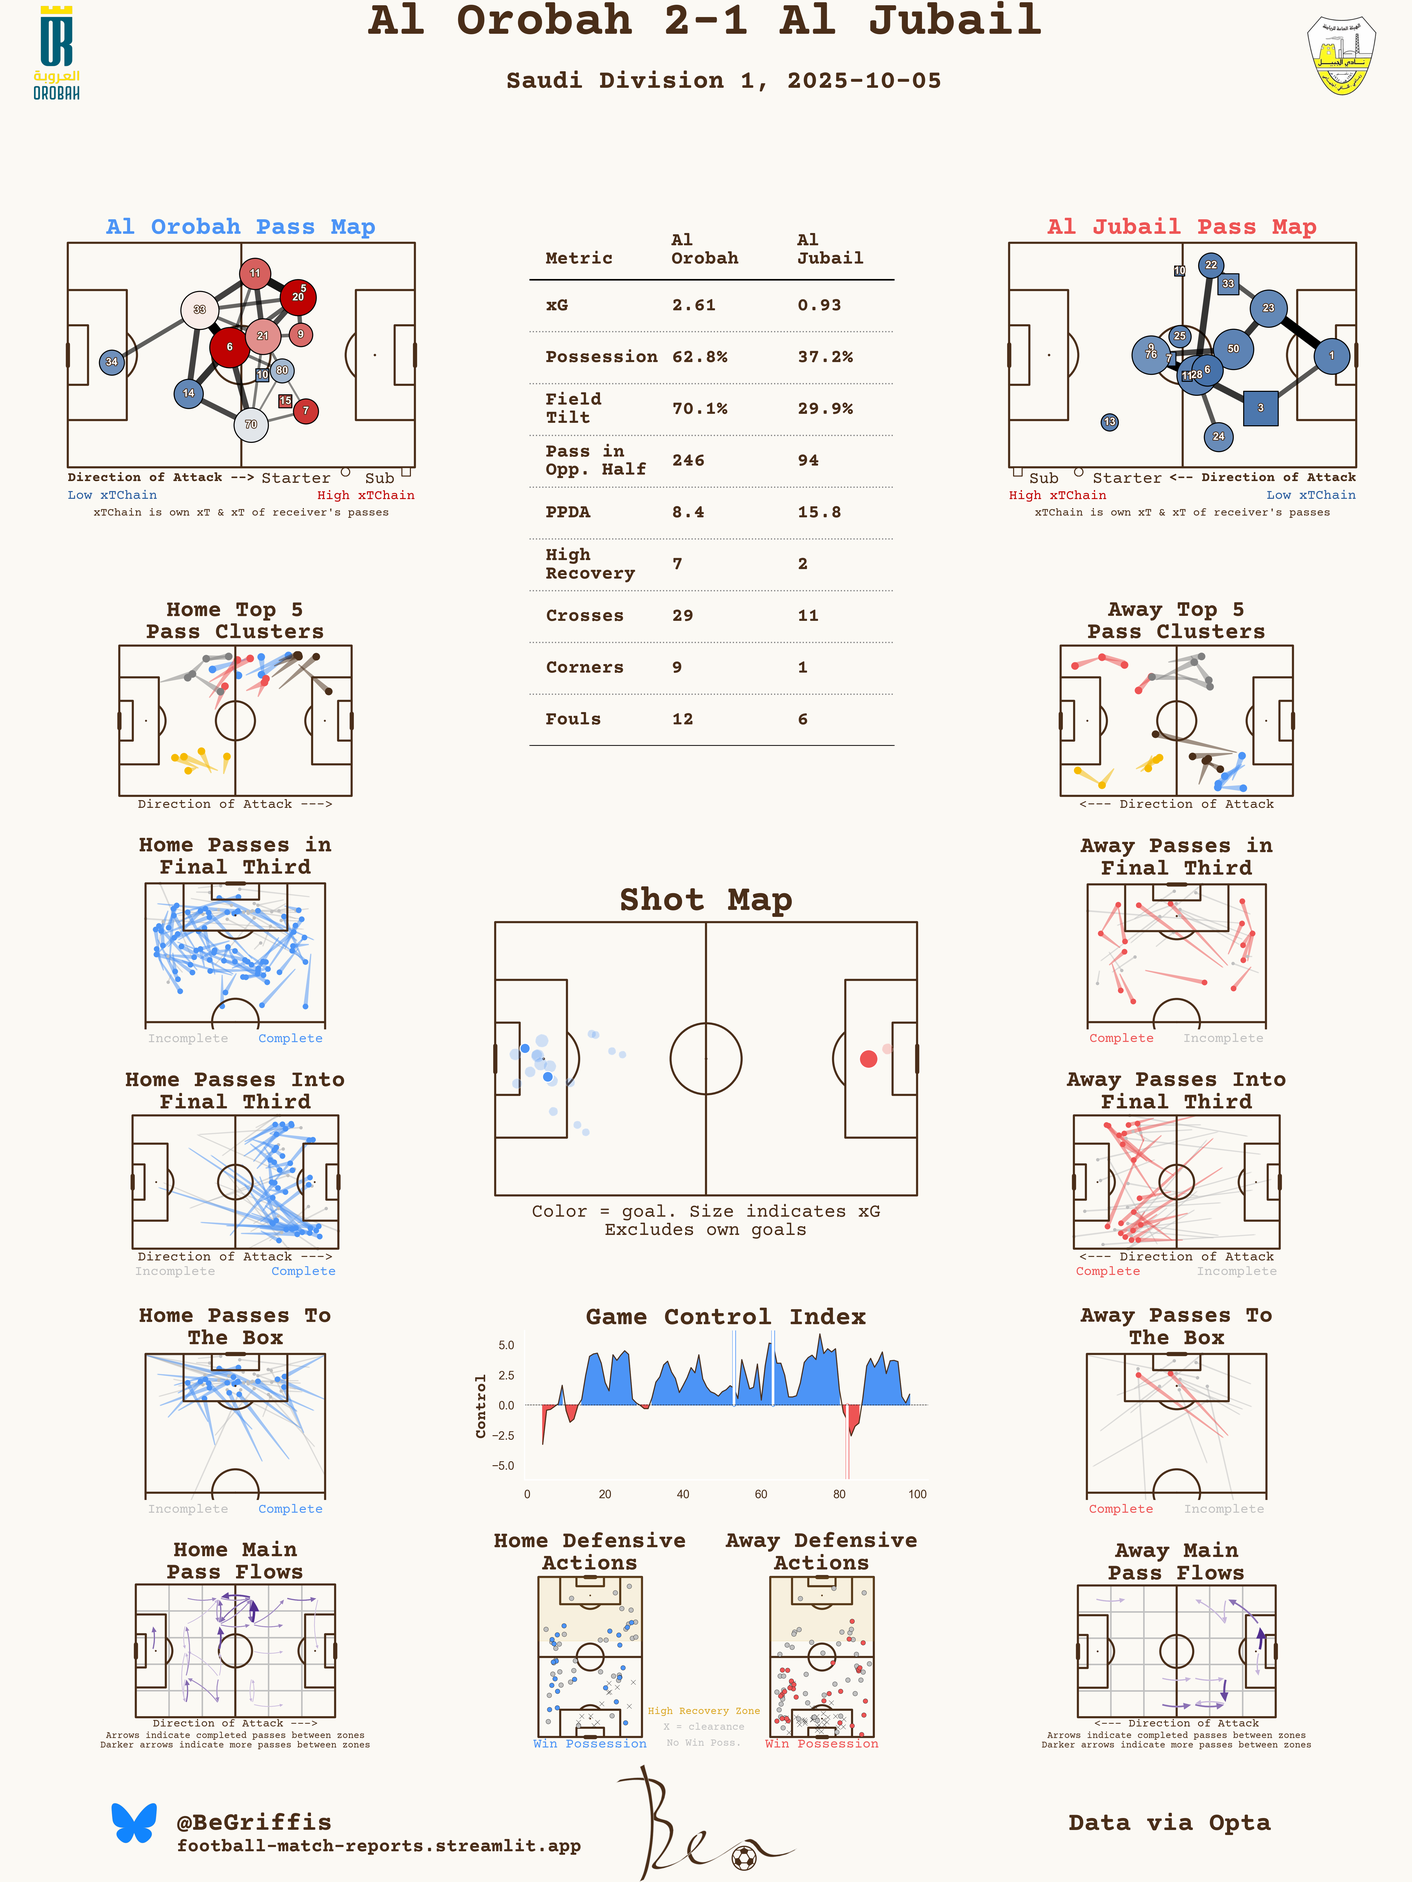 Al Orobah 2-1 Al Jubail
Saudi Division 1, 2025-10-05
العروبة
OROBAH
Al Orobah Pass Map
11
5
20
33
9
21
6
34
80
10
14
15
7
70
Direction of Attack --> Starter Sub
Low xTChain High xTChain
xTChain is own xT & xT of receiver's passes
Metric Al Orobah Al Jubail
xG 2.61 0.93
Possession 62.8% 37.2%
Field Tilt 70.1% 29.9%
Pass in Opp. Half 246 94
PPDA 8.4 15.8
High Recovery 7 2
Crosses 29 11
Corners 9 1
Fouls 12 6
Al Jubail Pass Map
22
10
33
23
25
9
76
7
50
1
11
28
6
3
13
24
Sub Starter <-- Direction of Attack
High xTChain Low xTChain
xTChain is own xT & xT of receiver's passes
Home Top 5
Pass Clusters
Direction of Attack --->
Away Top 5
Pass Clusters
<--- Direction of Attack
Home Passes in
Final Third
Incomplete Complete
Away Passes in
Final Third
Complete Incomplete
Shot Map
Color = goal. Size indicates xG
Excludes own goals
Home Passes Into
Final Third
Direction of Attack --->
Incomplete Complete
Away Passes Into
Final Third
<--- Direction of Attack
Complete Incomplete
Home Passes To
The Box
Incomplete Complete
Game Control Index
Control
5.0
2.5
0.0
−2.5
−5.0
0 20 40 60 80 100
Away Passes To
The Box
Complete Incomplete
Home Main
Pass Flows
Direction of Attack --->
Arrows indicate completed passes between zones
Darker arrows indicate more passes between zones
Home Defensive
Actions
Win Possession
High Recovery Zone
X = clearance
No Win Poss.
Away Defensive
Actions
Win Possession
Away Main
Pass Flows
<--- Direction of Attack
Arrows indicate completed passes between zones
Darker arrows indicate more passes between zones
@BeGriffis
football-match-reports.streamlit.app
Ben
Data via Opta